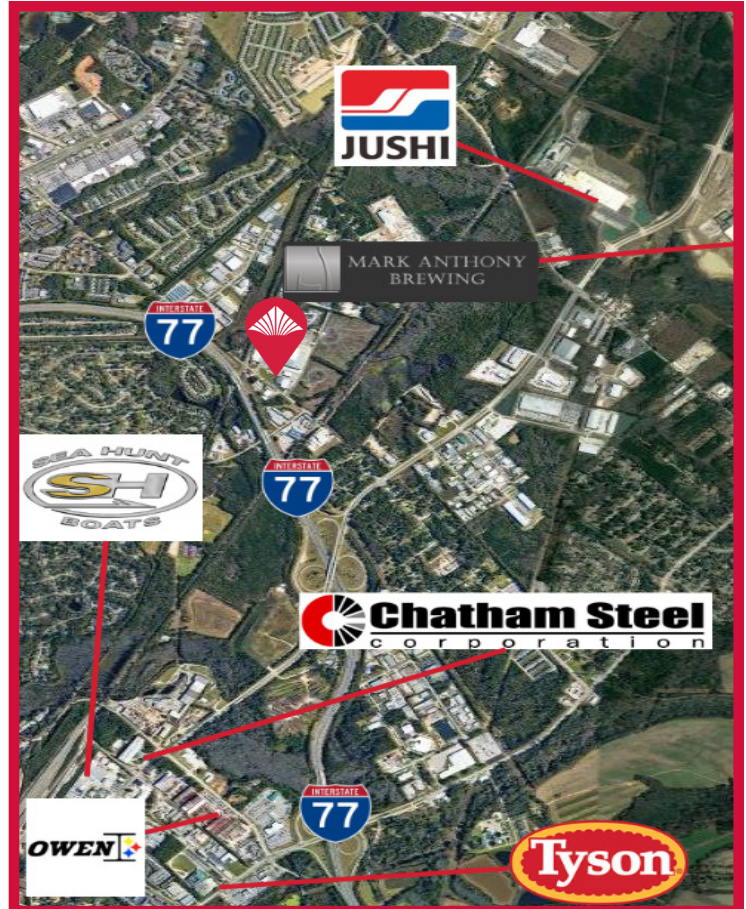 JUSHI
MARK ANTHONY
BREWING
INTERSTATE
77
SEA HUNT
SH
BOATS
INTERSTATE
77
Chatham Steel
corporation
INTERSTATE
77
OWEN
Tyson